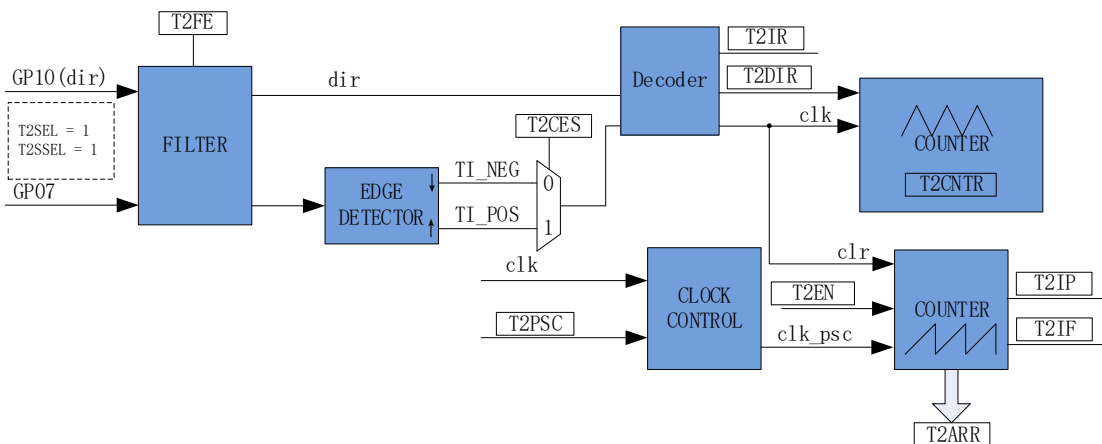 T2FE
GP10(dir)
T2SEL = 1
T2SSEL = 1
GP07
FILTER
dir
T2CES
TI_NEG
TI_POS
0
1
EDGE
DETECTOR
Decoder
T2IR
T2DIR
clk
COUNTER
T2CNTR
clk
T2PSC
CLOCK
CONTROL
clr
T2EN
clk_psc
COUNTER
T2IP
T2IF
T2ARR